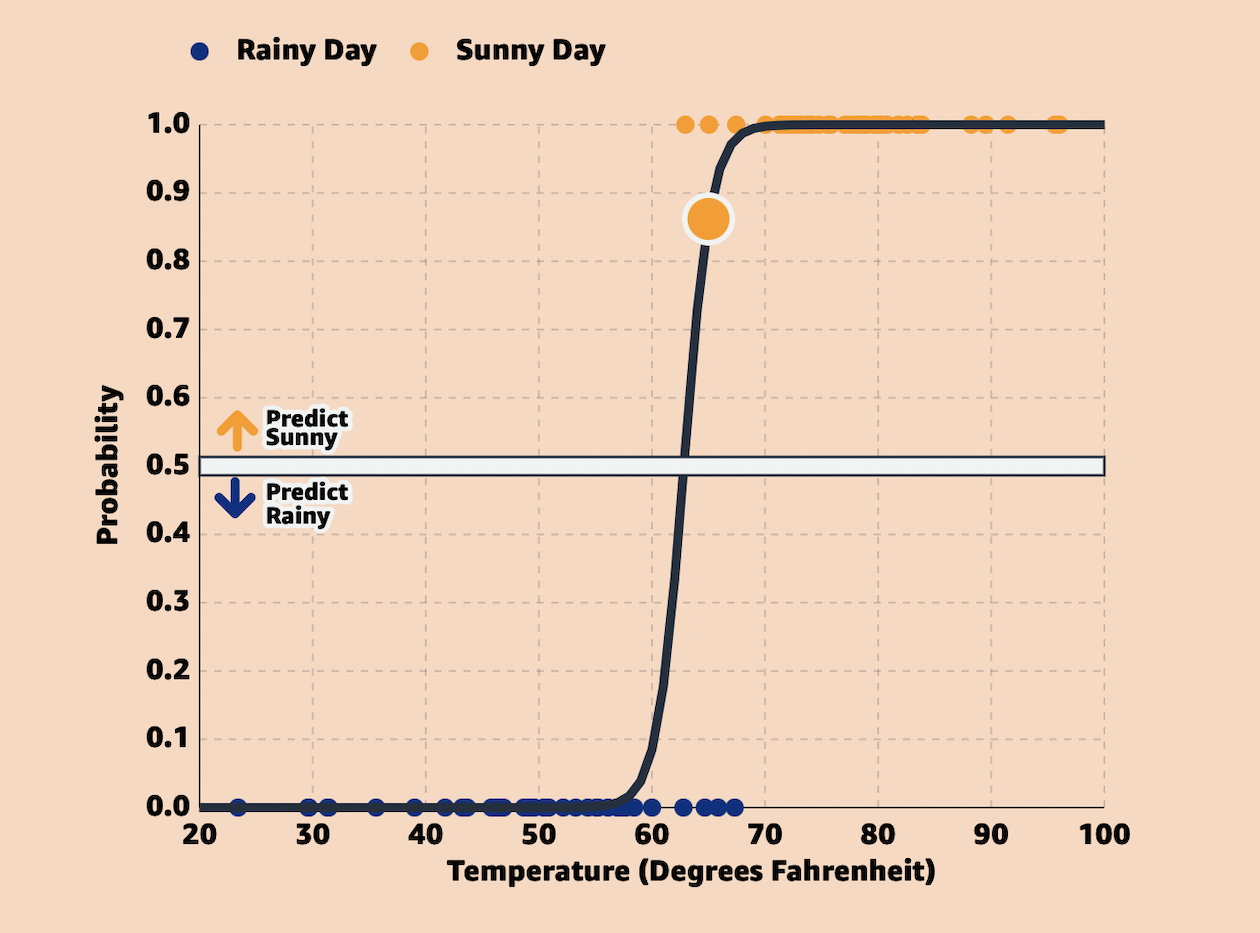 Rainy Day Sunny Day
1.0
0.9
0.8
0.7
0.6
Predict
Sunny
0.5
Predict
Rainy
0.4
0.3
0.2
0.1
0.0
Probability
20 30 40 50 60 70 80 90 100
Temperature (Degrees Fahrenheit)